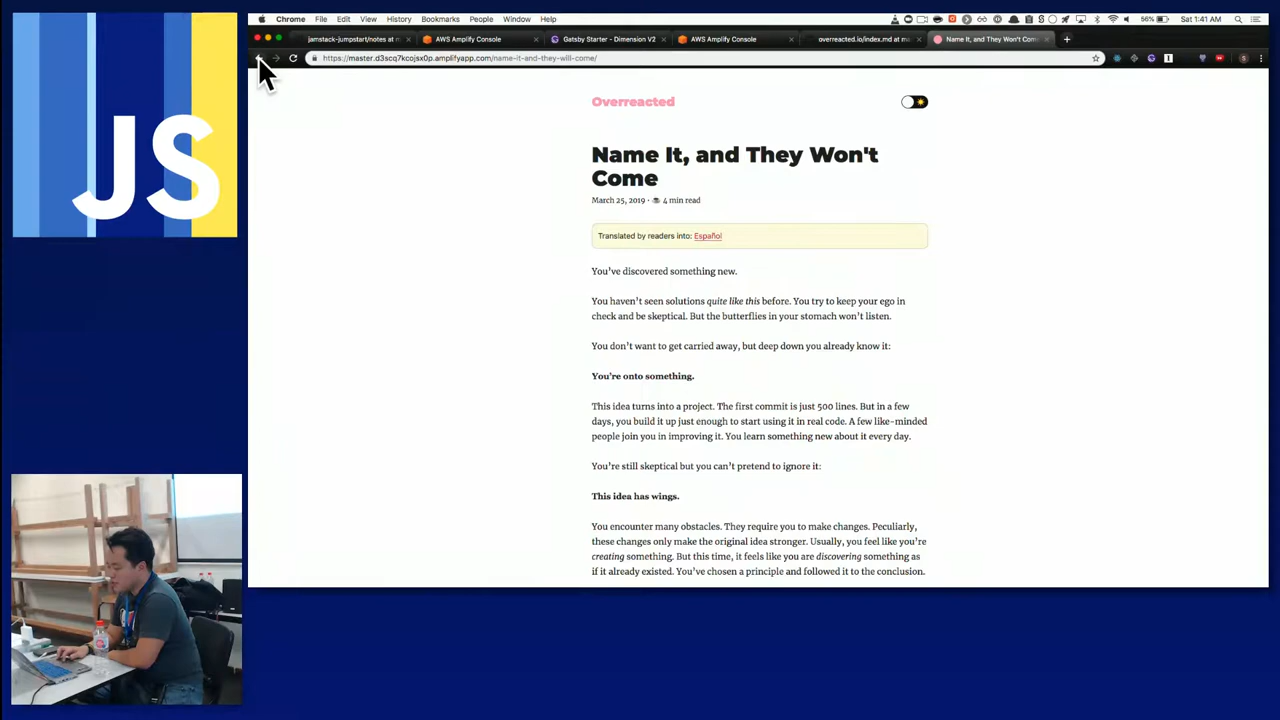 Chrome File Edit View History Bookmarks People Window Help
56% Sat 1:41 AM
jamstack-jumpstart/notes at m
AWS Amplify Console
Gatsby Starter - Dimension V2
AWS Amplify Console
overreacted.io/index.md at ma
Name It, and They Won't Com
https://master.d3scq7kcojsx0p.amplifyapp.com/name-it-and-they-will-come/
JS
Overreacted
Name It, and They Won't
Come
March 25, 2019 • 4 min read
Translated by readers into: Español
You've discovered something new.
You haven't seen solutions quite like this before. You try to keep your ego in
check and be skeptical. But the butterflies in your stomach won't listen.
You don't want to get carried away, but deep down you already know it:
You're onto something.
This idea turns into a project. The first commit is just 500 lines. But in a few
days, you build it up just enough to start using it in real code. A few like-minded
people join you in improving it. You learn something new about it every day.
You're still skeptical but you can't pretend to ignore it:
This idea has wings.
You encounter many obstacles. They require you to make changes. Peculiarly,
these changes only make the original idea stronger. Usually, you feel like you're
creating something. But this time, it feels like you are discovering something as
if it already existed. You've chosen a principle and followed it to the conclusion.